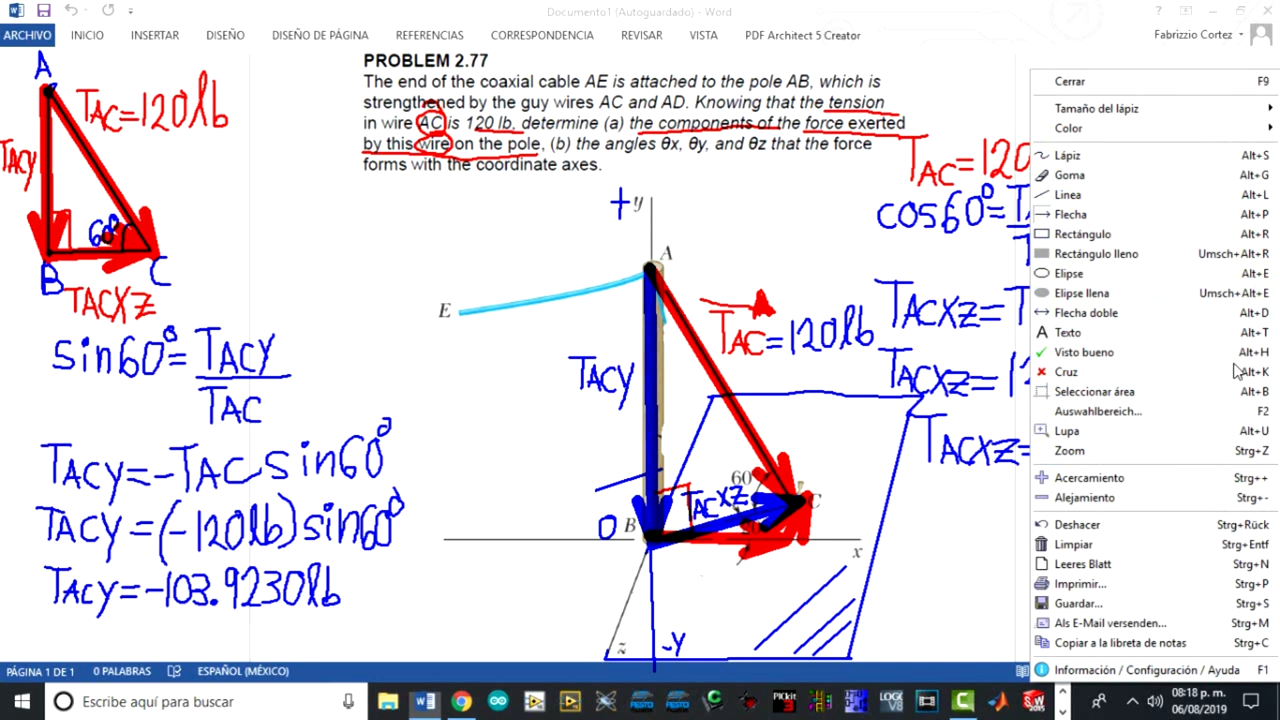 Documento1 (Autoguardado) - Word
ARCHIVO INICIO INSERTAR DISEÑO DISEÑO DE PÁGINA REFERENCIAS CORRESPONDENCIA REVISAR VISTA PDF Architect 5 Creator
Fabrizzio Cortez
PROBLEM 2.77
The end of the coaxial cable AE is attached to the pole AB, which is
strengthened by the guy wires AC and AD. Knowing that the tension
in wire AC is 120 lb, determine (a) the components of the force exerted
by this wire on the pole, (b) the angles θx, θy, and θz that the force
forms with the coordinate axes.
A
TAC=120lb
TACY
60°
B
C
TACXZ
sin60°= TACY
TAC
TACY=-TAC sin60°
TACY=(-120lb)sin60°
TACY=-103.9230lb
+y
A
E
TAC=120lb
TACY
60
TACXZ
C
O
B
x
z
-Y
TAC=120
cos60°=
TACXZ=
TACXZ=
TACXZ=
Cerrar F9
Tamaño del lápiz
Color
Lápiz Alt+S
Goma Alt+G
Linea Alt+L
Flecha Alt+P
Rectángulo Alt+R
Rectángulo lleno Umsch+Alt+R
Elipse Alt+E
Elipse llena Umsch+Alt+E
Flecha doble Alt+D
Texto Alt+T
Visto bueno Alt+H
Cruz Alt+K
Seleccionar área Alt+B
Auswahlbereich... F2
Lupa Alt+U
Zoom Strg+Z
Acercamiento Strg++
Alejamiento Strg+-
Deshacer Strg+Rück
Limpiar Strg+Entf
Leeres Blatt Strg+N
Imprimir... Strg+P
Guardar... Strg+S
Als E-Mail versenden... Strg+M
Copiar a la libreta de notas Strg+C
Información / Configuración / Ayuda F1
PÁGINA 1 DE 1 0 PALABRAS ESPAÑOL (MÉXICO)
Escribe aquí para buscar
08:18 p. m.
06/08/2019